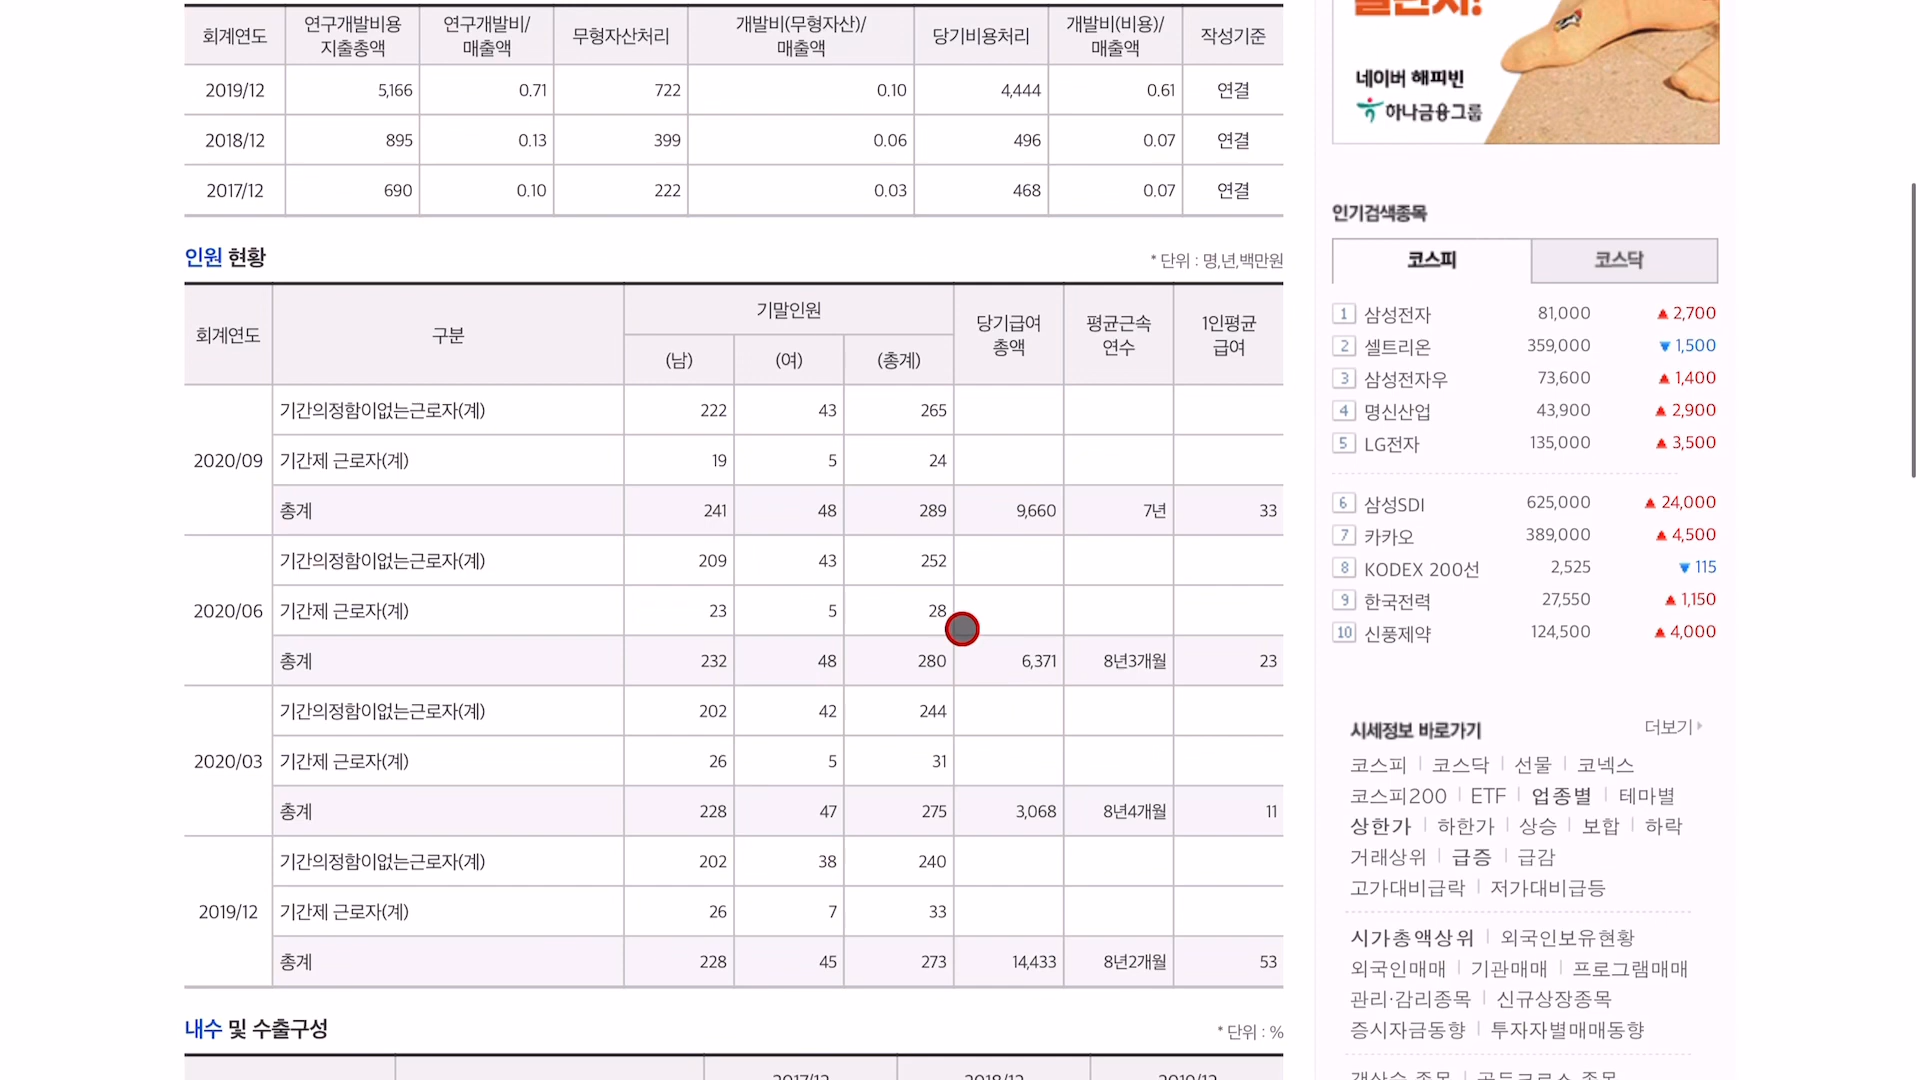 회계연도 연구개발비용 지출총액 연구개발비/ 매출액 무형자산처리 개발비(무형자산)/ 매출액 당기비용처리 개발비(비용)/ 매출액 작성기준
2019/12 5,166 0.71 722 0.10 4,444 0.61 연결
2018/12 895 0.13 399 0.06 496 0.07 연결
2017/12 690 0.10 222 0.03 468 0.07 연결
인원 현황
* 단위 : 명,년,백만원
회계연도 구분 기말인원 당기급여 총액 평균근속 연수 1인평균 급여
(남) (여) (총계)
2020/09
기간의정함이없는근로자(계) 222 43 265
기간제 근로자(계) 19 5 24
총계 241 48 289 9,660 7년 33
2020/06
기간의정함이없는근로자(계) 209 43 252
기간제 근로자(계) 23 5 28
총계 232 48 280 6,371 8년3개월 23
2020/03
기간의정함이없는근로자(계) 202 42 244
기간제 근로자(계) 26 5 31
총계 228 47 275 3,068 8년4개월 11
2019/12
기간의정함이없는근로자(계) 202 38 240
기간제 근로자(계) 26 7 33
총계 228 45 273 14,433 8년2개월 53
내수 및 수출구성
* 단위 : %
2017/12 2018/12 2019/12
네이버 해피빈
하나금융그룹
인기검색종목
코스피 코스닥
1 삼성전자 81,000 ▲ 2,700
2 셀트리온 359,000 ▼ 1,500
3 삼성전자우 73,600 ▲ 1,400
4 명신산업 43,900 ▲ 2,900
5 LG전자 135,000 ▲ 3,500
6 삼성SDI 625,000 ▲ 24,000
7 카카오 389,000 ▲ 4,500
8 KODEX 200선 2,525 ▼ 115
9 한국전력 27,550 ▲ 1,150
10 신풍제약 124,500 ▲ 4,000
시세정보 바로가기 더보기
코스피 | 코스닥 | 선물 | 코넥스
코스피200 | ETF | 업종별 | 테마별
상한가 | 하한가 | 상승 | 보합 | 하락
거래상위 | 급증 | 급감
고가대비급락 | 저가대비급등
시가총액상위 | 외국인보유현황
외국인매매 | 기관매매 | 프로그램매매
관리·감리종목 | 신규상장종목
증시자금동향 | 투자자별매매동향